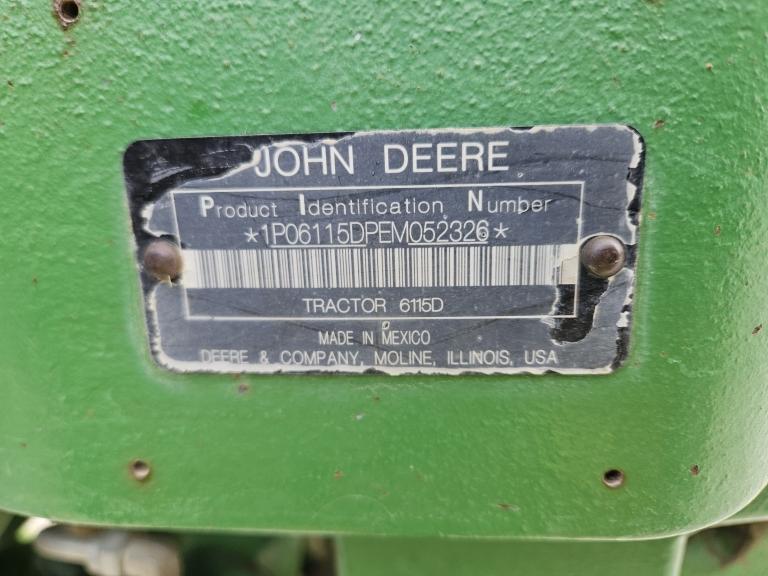 JOHN DEERE
Product Identification Number
*1P06115DPEM052326*
TRACTOR 6115D
MADE IN MEXICO
DEERE & COMPANY, MOLINE, ILLINOIS, USA